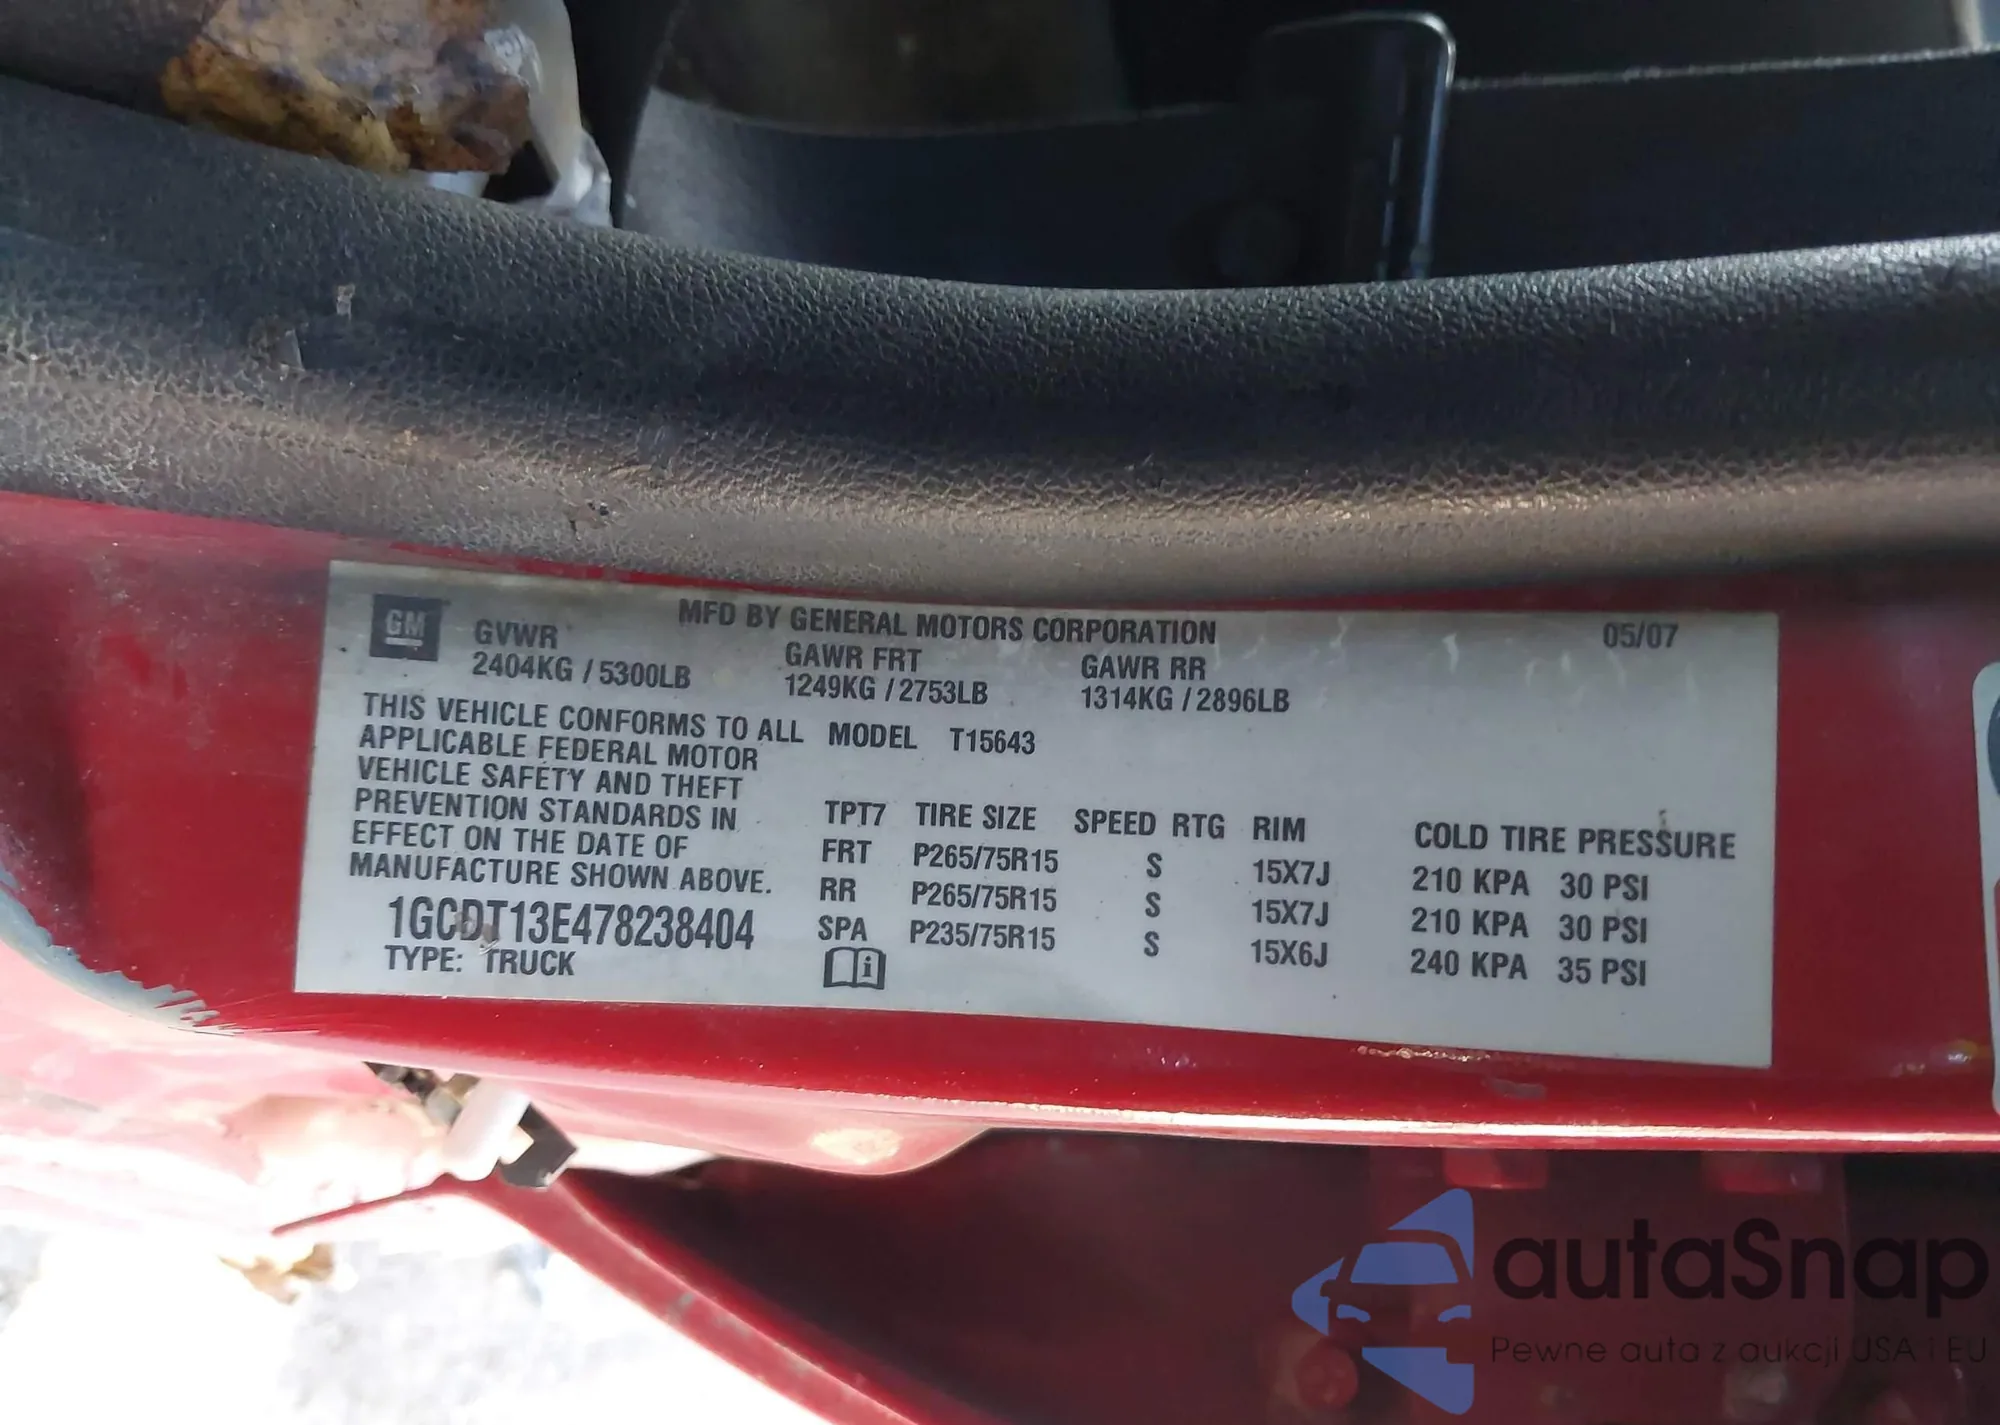 GM
MFD BY GENERAL MOTORS CORPORATION 05/07
GVWR GAWR FRT GAWR RR
2404KG / 5300LB 1249KG / 2753LB 1314KG / 2896LB
THIS VEHICLE CONFORMS TO ALL
APPLICABLE FEDERAL MOTOR
VEHICLE SAFETY AND THEFT
PREVENTION STANDARDS IN
EFFECT ON THE DATE OF
MANUFACTURE SHOWN ABOVE.
1GCDT13E478238404
TYPE: TRUCK
MODEL T15643
TPT7 TIRE SIZE SPEED RTG RIM COLD TIRE PRESSURE
FRT P265/75R15 S 15X7J 210 KPA 30 PSI
RR P265/75R15 S 15X7J 210 KPA 30 PSI
SPA P235/75R15 S 15X6J 240 KPA 35 PSI
autaSnap
Pewne auta z aukcji USA i EU